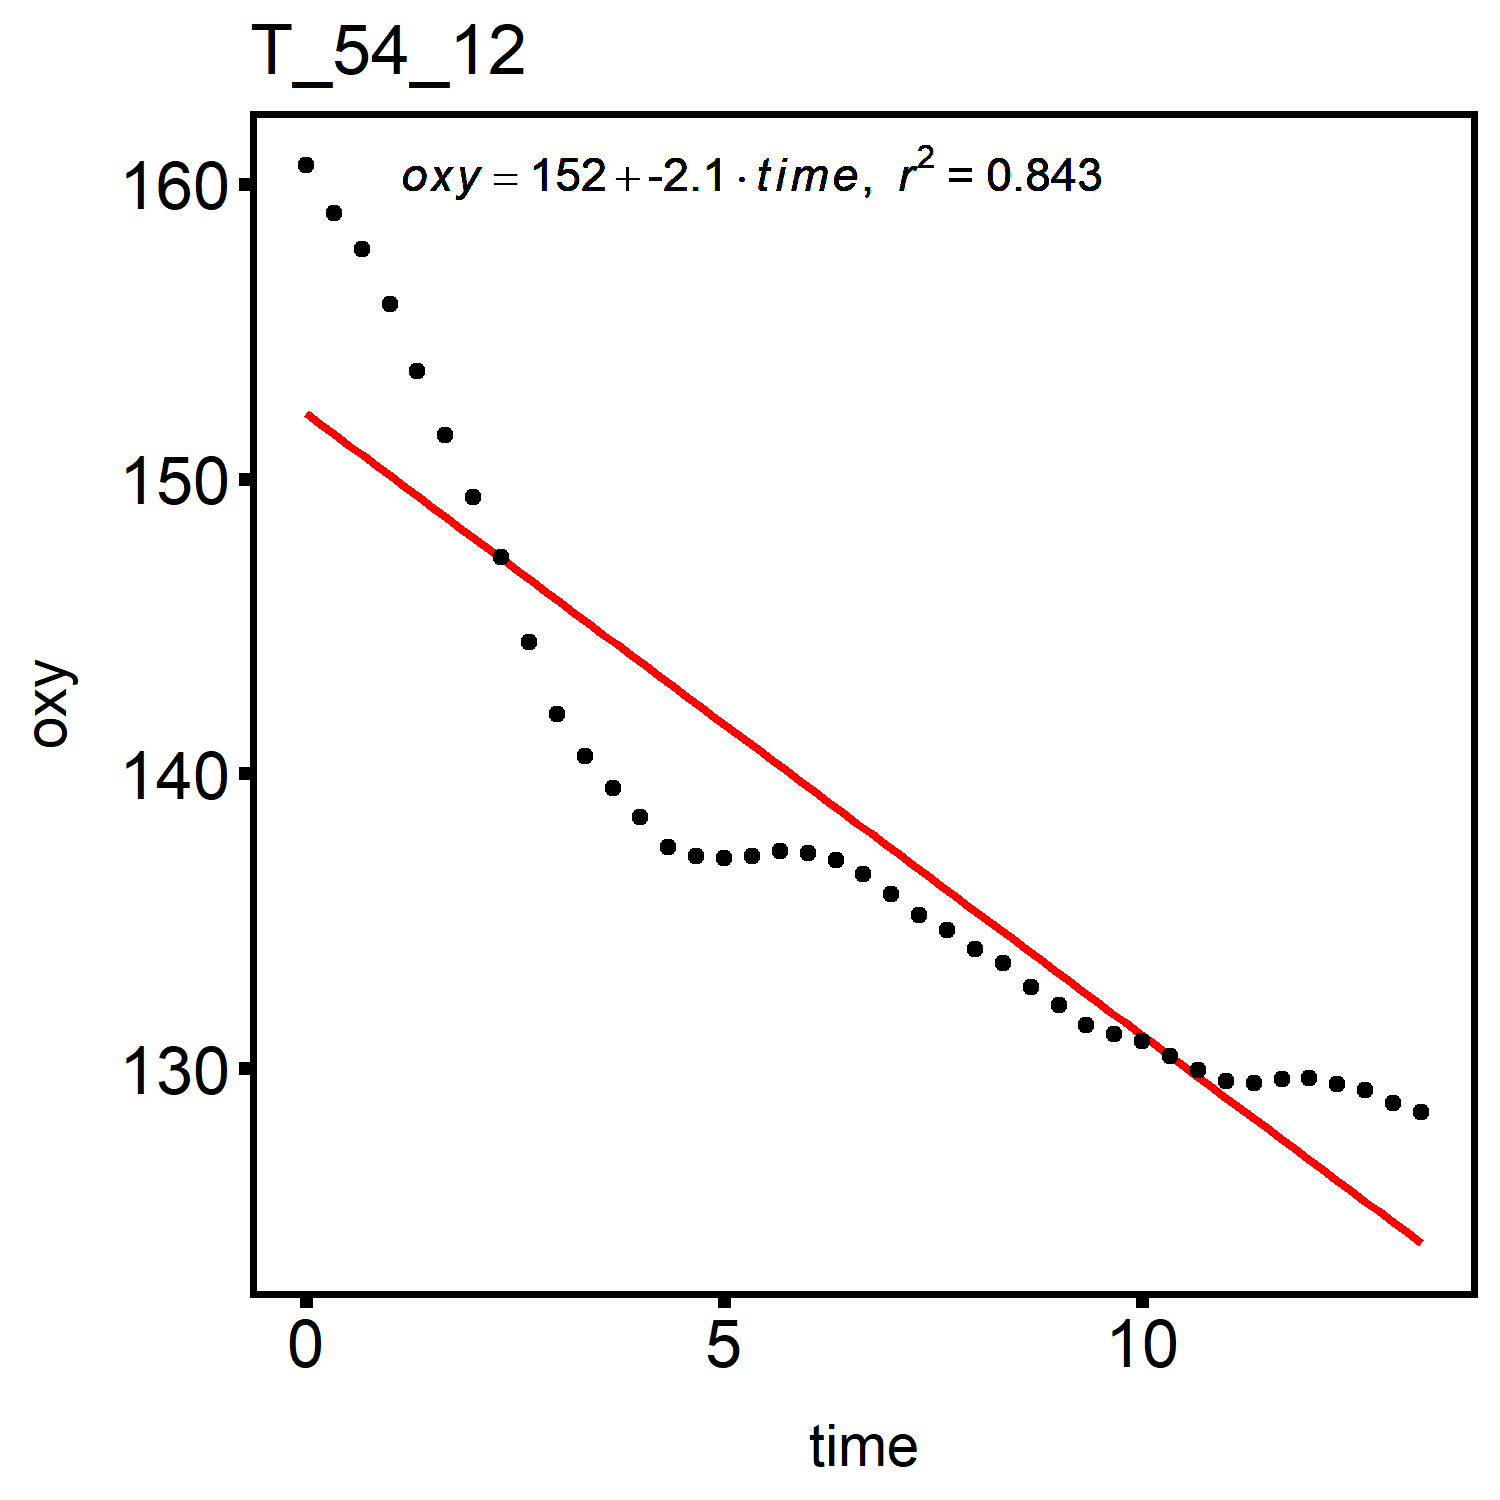 T_54_12
oxy = 152 + -2.1 · time, r² = 0.843
160
150
140
130
oxy
0 5 10
time